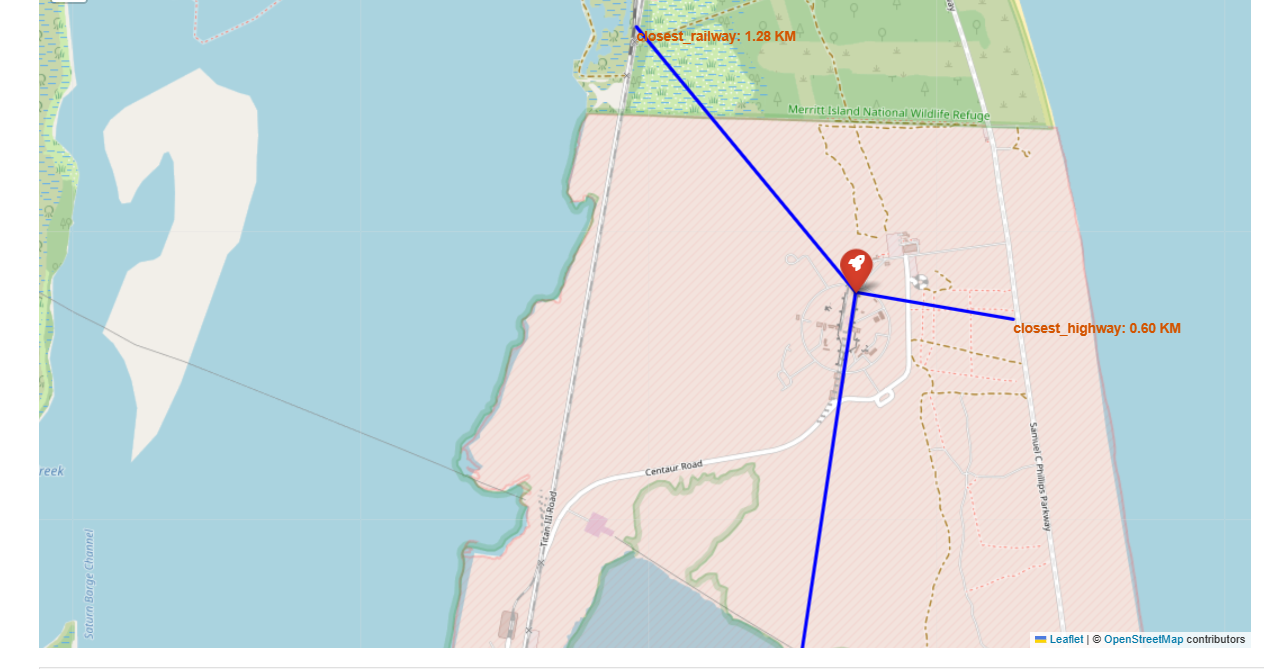 way
closest_railway: 1.28 KM
Merritt Island National Wildlife Refuge
closest_highway: 0.60 KM
Centaur Road
reek
Titan III Road
Samuel C Phillips Parkway
Saturn Barge Channel
Leaflet | © OpenStreetMap contributors